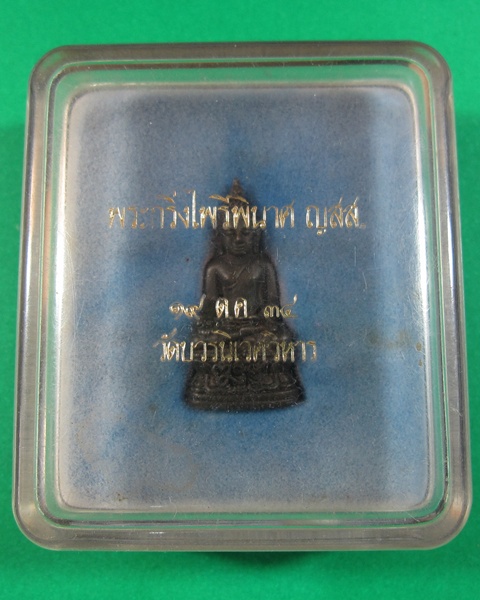 พระกริ่งไพรีพินาศ ญสส.
๑๙ ต.ค. ๓๔
วัดบวรนิเวศวิหาร